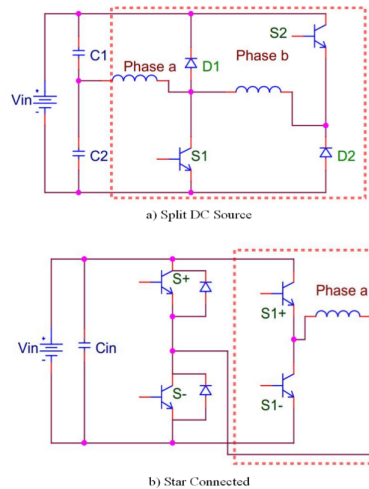 S2
C1
Phase a
D1
Phase b
Vin
+
C2
S1
D2
a) Split DC Source
S+
S1+
Phase a
Vin
+
Cin
S-
S1-
b) Star Connected